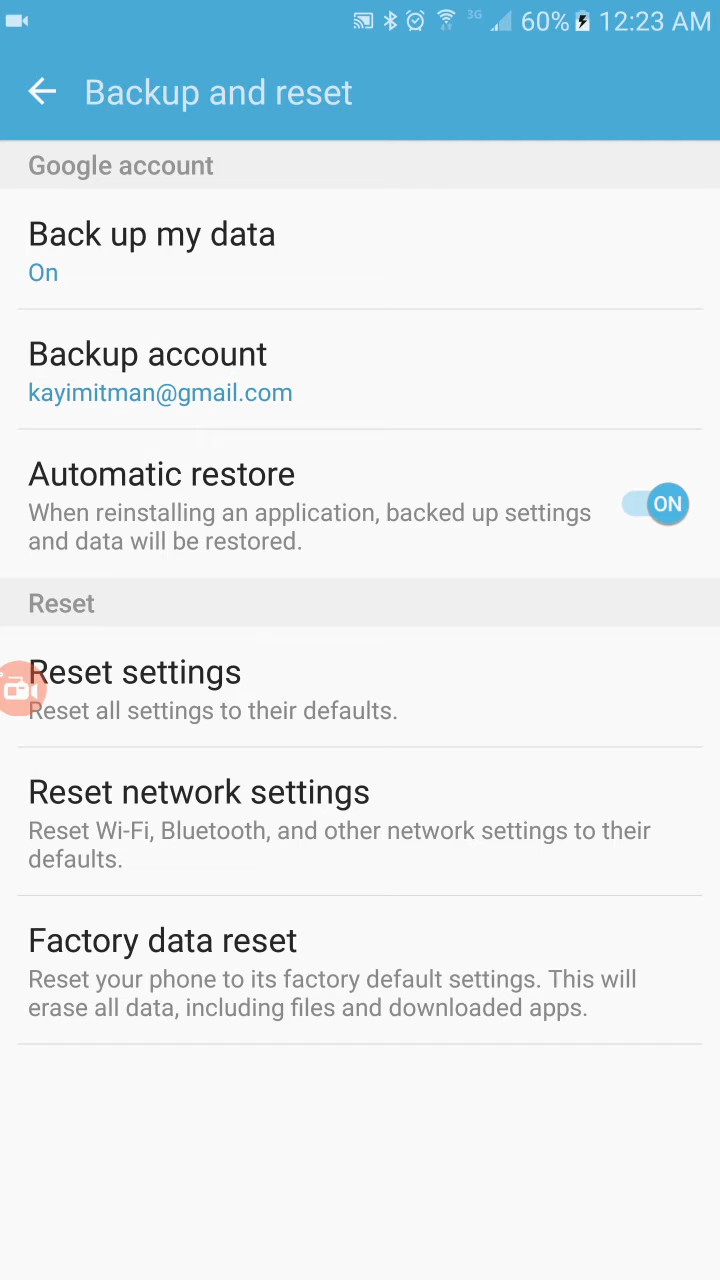 3G 60% 12:23 AM
Backup and reset
Google account
Back up my data
On
Backup account
kayimitman@gmail.com
Automatic restore
When reinstalling an application, backed up settings
and data will be restored.
ON
Reset
Reset settings
Reset all settings to their defaults.
Reset network settings
Reset Wi-Fi, Bluetooth, and other network settings to their
defaults.
Factory data reset
Reset your phone to its factory default settings. This will
erase all data, including files and downloaded apps.